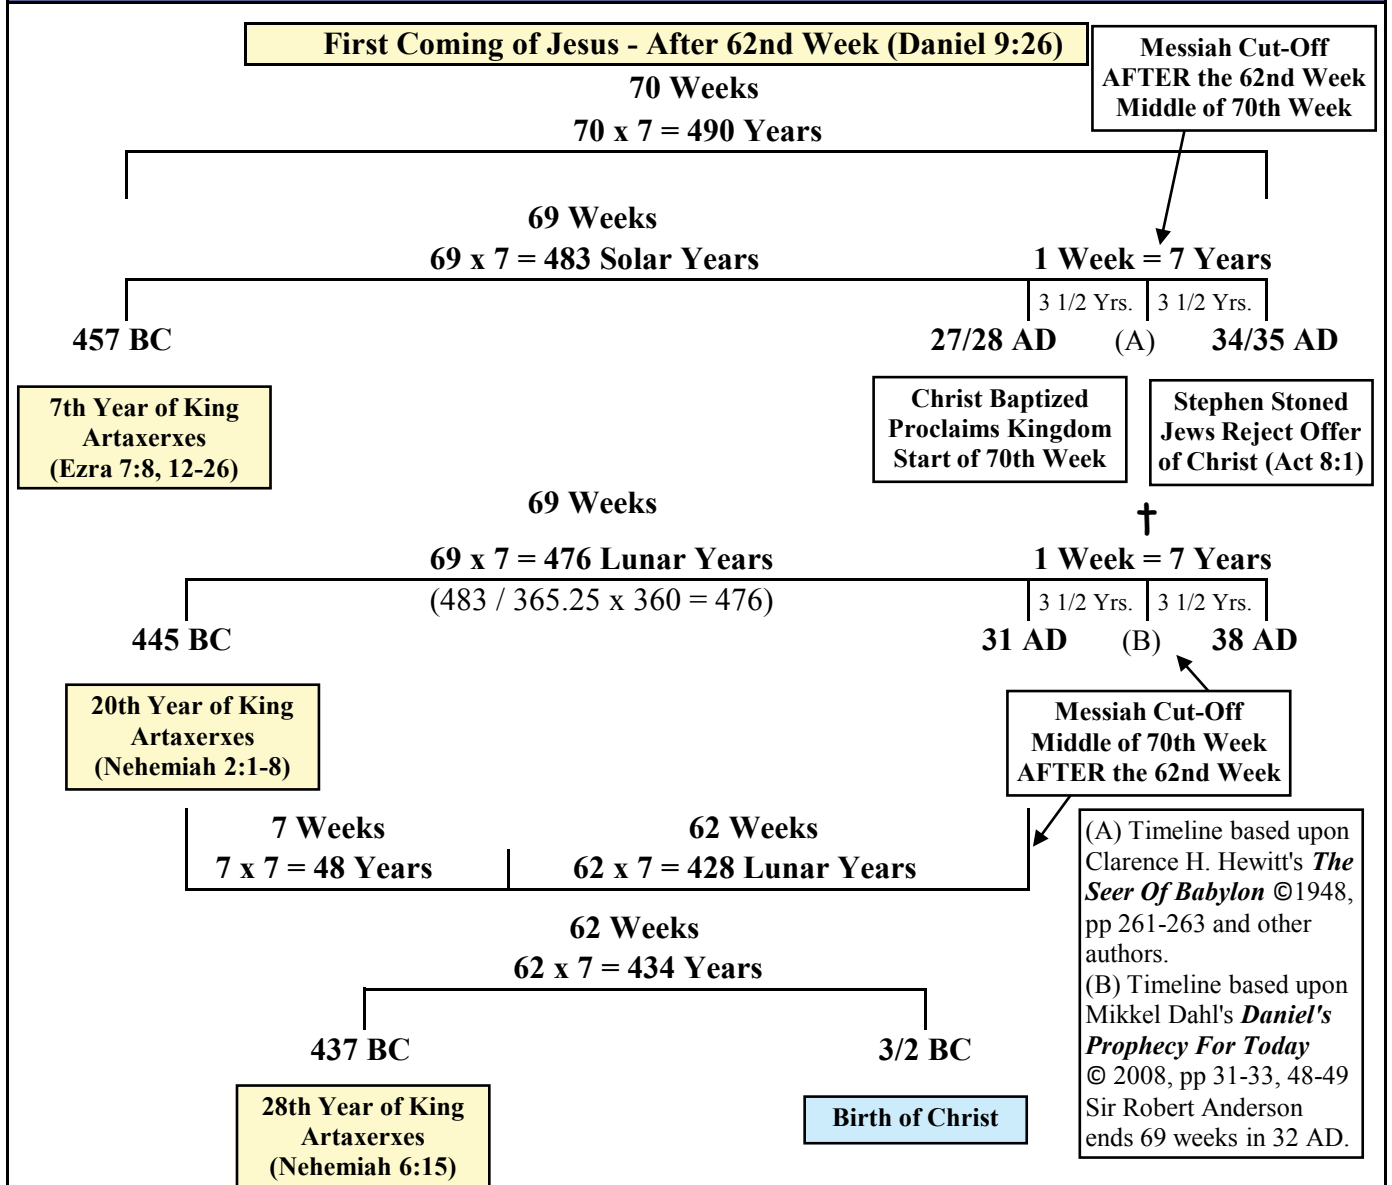 First Coming of Jesus - After 62nd Week (Daniel 9:26)
Messiah Cut-Off
AFTER the 62nd Week
Middle of 70th Week
70 Weeks
70 x 7 = 490 Years
69 Weeks
69 x 7 = 483 Solar Years
1 Week = 7 Years
3 1/2 Yrs.
3 1/2 Yrs.
457 BC
27/28 AD
(A)
34/35 AD
7th Year of King
Artaxerxes
(Ezra 7:8, 12-26)
Christ Baptized
Proclaims Kingdom
Start of 70th Week
Stephen Stoned
Jews Reject Offer
of Christ (Act 8:1)
69 Weeks
69 x 7 = 476 Lunar Years
(483 / 365.25 x 360 = 476)
†
1 Week = 7 Years
3 1/2 Yrs.
3 1/2 Yrs.
445 BC
31 AD
(B)
38 AD
20th Year of King
Artaxerxes
(Nehemiah 2:1-8)
Messiah Cut-Off
Middle of 70th Week
AFTER the 62nd Week
7 Weeks
7 x 7 = 48 Years
62 Weeks
62 x 7 = 428 Lunar Years
62 Weeks
62 x 7 = 434 Years
437 BC
3/2 BC
28th Year of King
Artaxerxes
(Nehemiah 6:15)
Birth of Christ
(A) Timeline based upon
Clarence H. Hewitt's The
Seer Of Babylon ©1948,
pp 261-263 and other
authors.
(B) Timeline based upon
Mikkel Dahl's Daniel's
Prophecy For Today
© 2008, pp 31-33, 48-49
Sir Robert Anderson
ends 69 weeks in 32 AD.